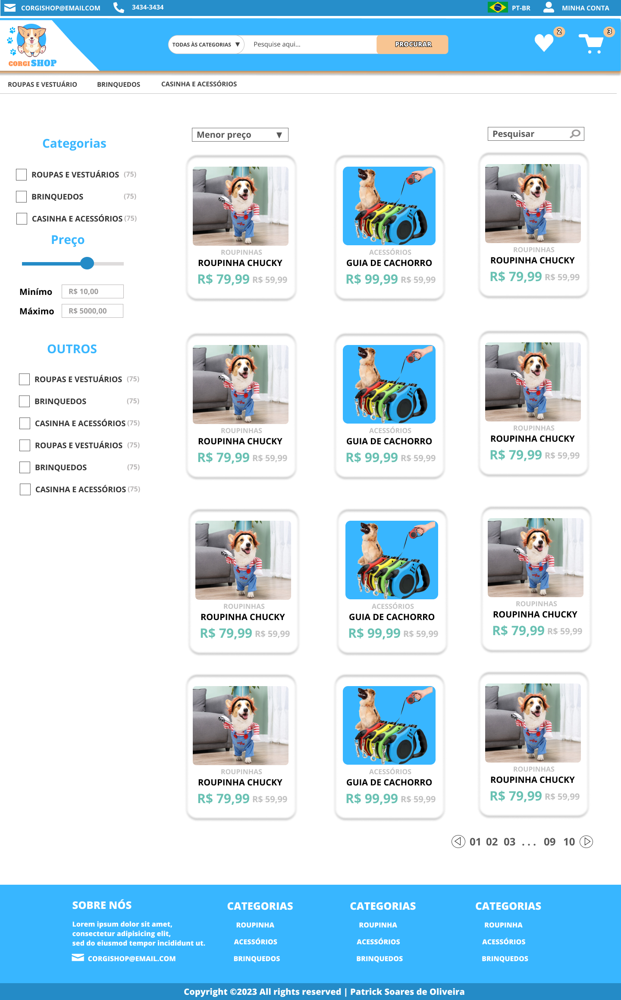 CORGISHOP@EMAILCOM
3434-3434
PT-BR
MINHA CONTA
CORGI SHOP
TODAS ÀS CATEGORIAS ▼
Pesquise aqui...
PROCURAR
2
3
ROUPAS E VESTUÁRIO
BRINQUEDOS
CASINHA E ACESSÓRIOS
Categorias
ROUPAS E VESTUÁRIOS (75)
BRINQUEDOS (75)
CASINHA E ACESSÓRIOS (75)
Preço
Minímo R$ 10,00
Máximo R$ 5000,00
OUTROS
ROUPAS E VESTUÁRIOS (75)
BRINQUEDOS (75)
CASINHA E ACESSÓRIOS (75)
ROUPAS E VESTUÁRIOS (75)
BRINQUEDOS (75)
CASINHA E ACESSÓRIOS (75)
Menor preço ▼
Pesquisar
ROUPINHAS
ROUPINHA CHUCKY
R$ 79,99 R$ 59,99
ACESSÓRIOS
GUIA DE CACHORRO
R$ 99,99 R$ 59,99
ROUPINHAS
ROUPINHA CHUCKY
R$ 79,99 R$ 59,99
ROUPINHAS
ROUPINHA CHUCKY
R$ 79,99 R$ 59,99
ACESSÓRIOS
GUIA DE CACHORRO
R$ 99,99 R$ 59,99
ROUPINHAS
ROUPINHA CHUCKY
R$ 79,99 R$ 59,99
ROUPINHAS
ROUPINHA CHUCKY
R$ 79,99 R$ 59,99
ACESSÓRIOS
GUIA DE CACHORRO
R$ 99,99 R$ 59,99
ROUPINHAS
ROUPINHA CHUCKY
R$ 79,99 R$ 59,99
ROUPINHAS
ROUPINHA CHUCKY
R$ 79,99 R$ 59,99
ACESSÓRIOS
GUIA DE CACHORRO
R$ 99,99 R$ 59,99
ROUPINHAS
ROUPINHA CHUCKY
R$ 79,99 R$ 59,99
01 02 03 . . . 09 10
SOBRE NÓS
Lorem ipsum dolor sit amet,
consectetur adipisicing elit,
sed do eiusmod tempor incididunt ut.
CORGISHOP@EMAIL.COM
CATEGORIAS
ROUPINHA
ACESSÓRIOS
BRINQUEDOS
CATEGORIAS
ROUPINHA
ACESSÓRIOS
BRINQUEDOS
CATEGORIAS
ROUPINHA
ACESSÓRIOS
BRINQUEDOS
Copyright ©2023 All rights reserved | Patrick Soares de Oliveira